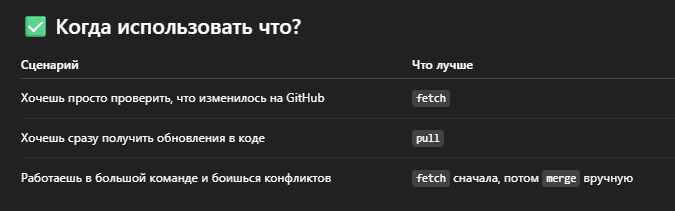 ✅ Когда использовать что?
Сценарий Что лучше
Хочешь просто проверить, что изменилось на GitHub fetch
Хочешь сразу получить обновления в коде pull
Работаешь в большой команде и боишься конфликтов fetch сначала, потом merge вручную